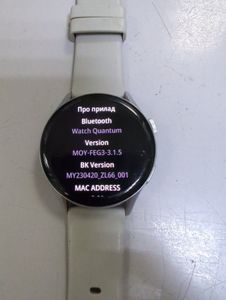 Про прилад
Bluetooth
Watch Quantum
Version
MOY-FEG3-3.1.5
BK Version
MY230420_ZL66_001
MAC ADDRESS